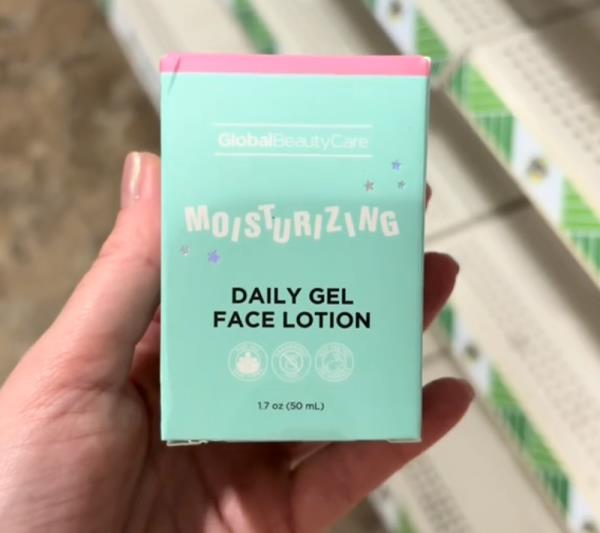 GlobalBeautyCare
MOISTURIZING
DAILY GEL
FACE LOTION
1.7 oz (50 mL)